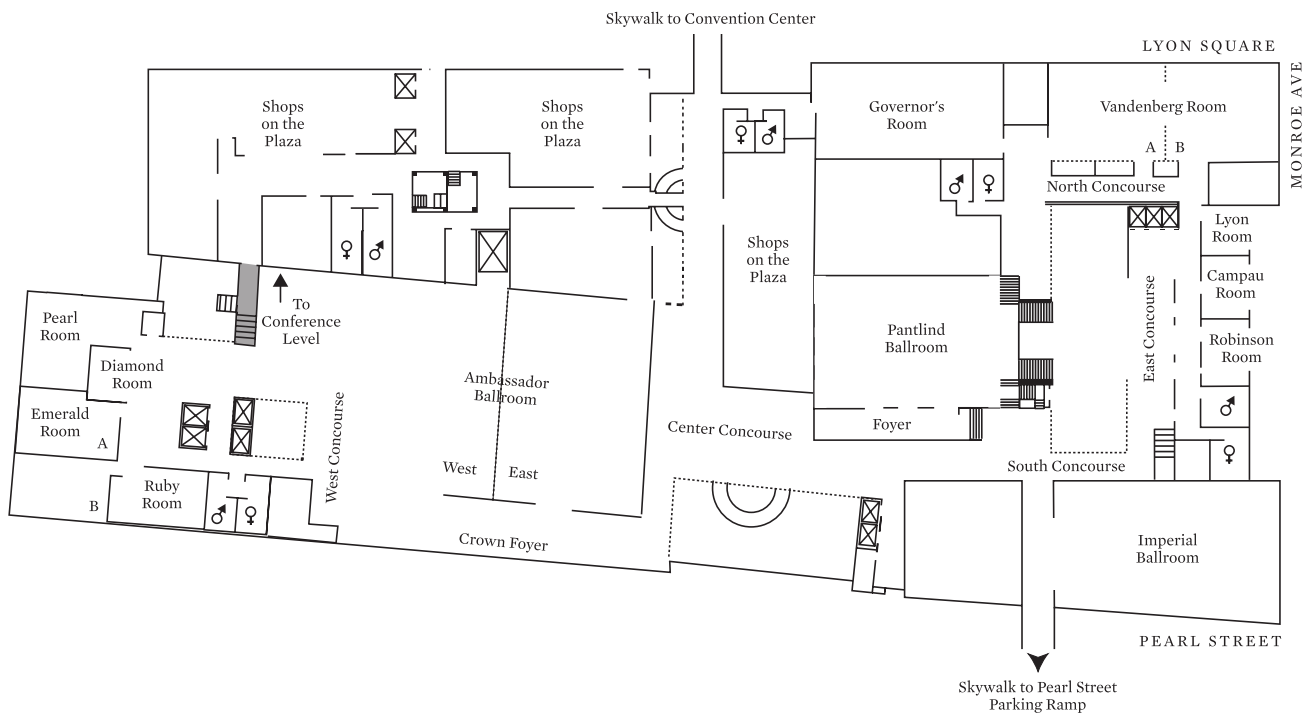 Skywalk to Convention Center
LYON SQUARE
MONROE AVE
Shops
on the
Plaza
Shops
on the
Plaza
Governor's
Room
Vandenberg Room
A
B
North Concourse
Lyon
Room
Shops
on the
Plaza
Campau
Room
To
Conference
Level
East Concourse
Pearl
Room
Pantlind
Ballroom
Robinson
Room
Diamond
Room
Ambassador
Ballroom
Emerald
Room
A
West Concourse
Center Concourse
Foyer
West
East
South Concourse
Ruby
Room
B
Crown Foyer
Imperial
Ballroom
PEARL STREET
Skywalk to Pearl Street
Parking Ramp